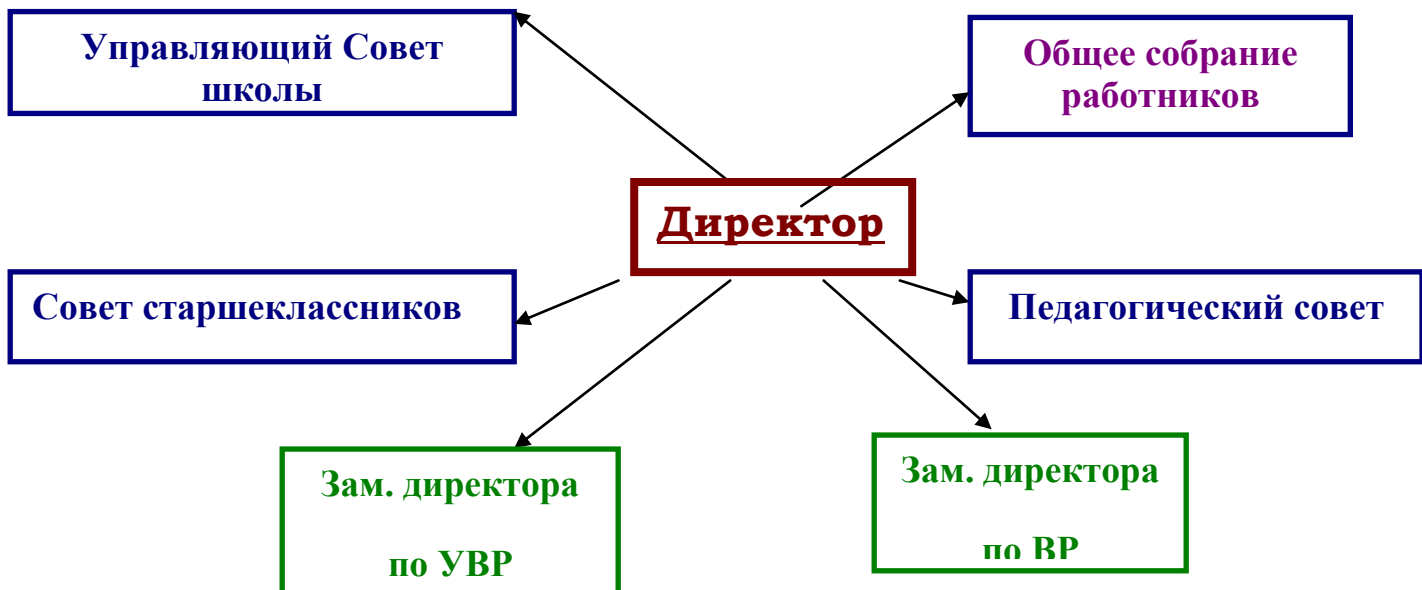 Управляющий Совет
школы
Общее собрание
работников
Директор
Совет старшеклассников
Педагогический совет
Зам. директора
по УВР
Зам. директора
по ВР